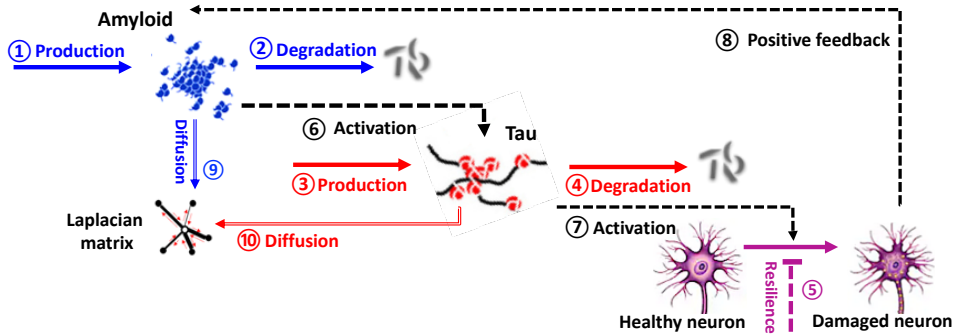 Amyloid
① Production
② Degradation
⑧ Positive feedback
⑥ Activation
Tau
Diffusion
⑨
③ Production
④ Degradation
Laplacian
matrix
⑩ Diffusion
⑦ Activation
Resilience
⑤
Healthy neuron
Damaged neuron